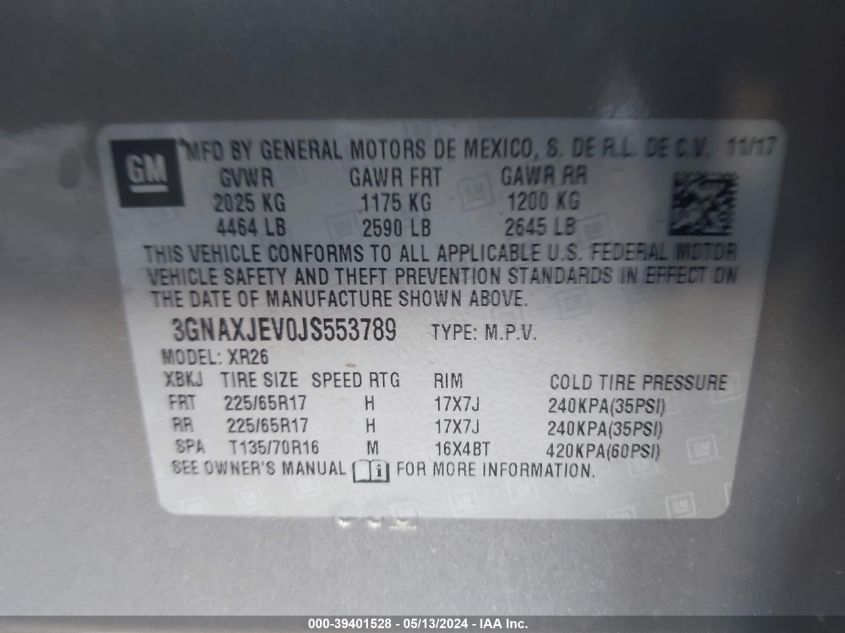 GM
MFD BY GENERAL MOTORS DE MEXICO, S. DE R.L. DE C.V. 11/17
GVWR GAWR FRT GAWR RR
2025 KG 1175 KG 1200 KG
4464 LB 2590 LB 2645 LB
THIS VEHICLE CONFORMS TO ALL APPLICABLE U.S. FEDERAL MOTOR
VEHICLE SAFETY AND THEFT PREVENTION STANDARDS IN EFFECT ON
THE DATE OF MANUFACTURE SHOWN ABOVE.
3GNAXJEV0JS553789 TYPE: M.P.V.
MODEL: XR26
XBKJ TIRE SIZE SPEED RTG RIM COLD TIRE PRESSURE
FRT 225/65R17 H 17X7J 240KPA(35PSI)
RR 225/65R17 H 17X7J 240KPA(35PSI)
SPA T135/70R16 M 16X4BT 420KPA(60PSI)
SEE OWNER'S MANUAL i FOR MORE INFORMATION.
000-39401528 - 05/13/2024 - IAA Inc.